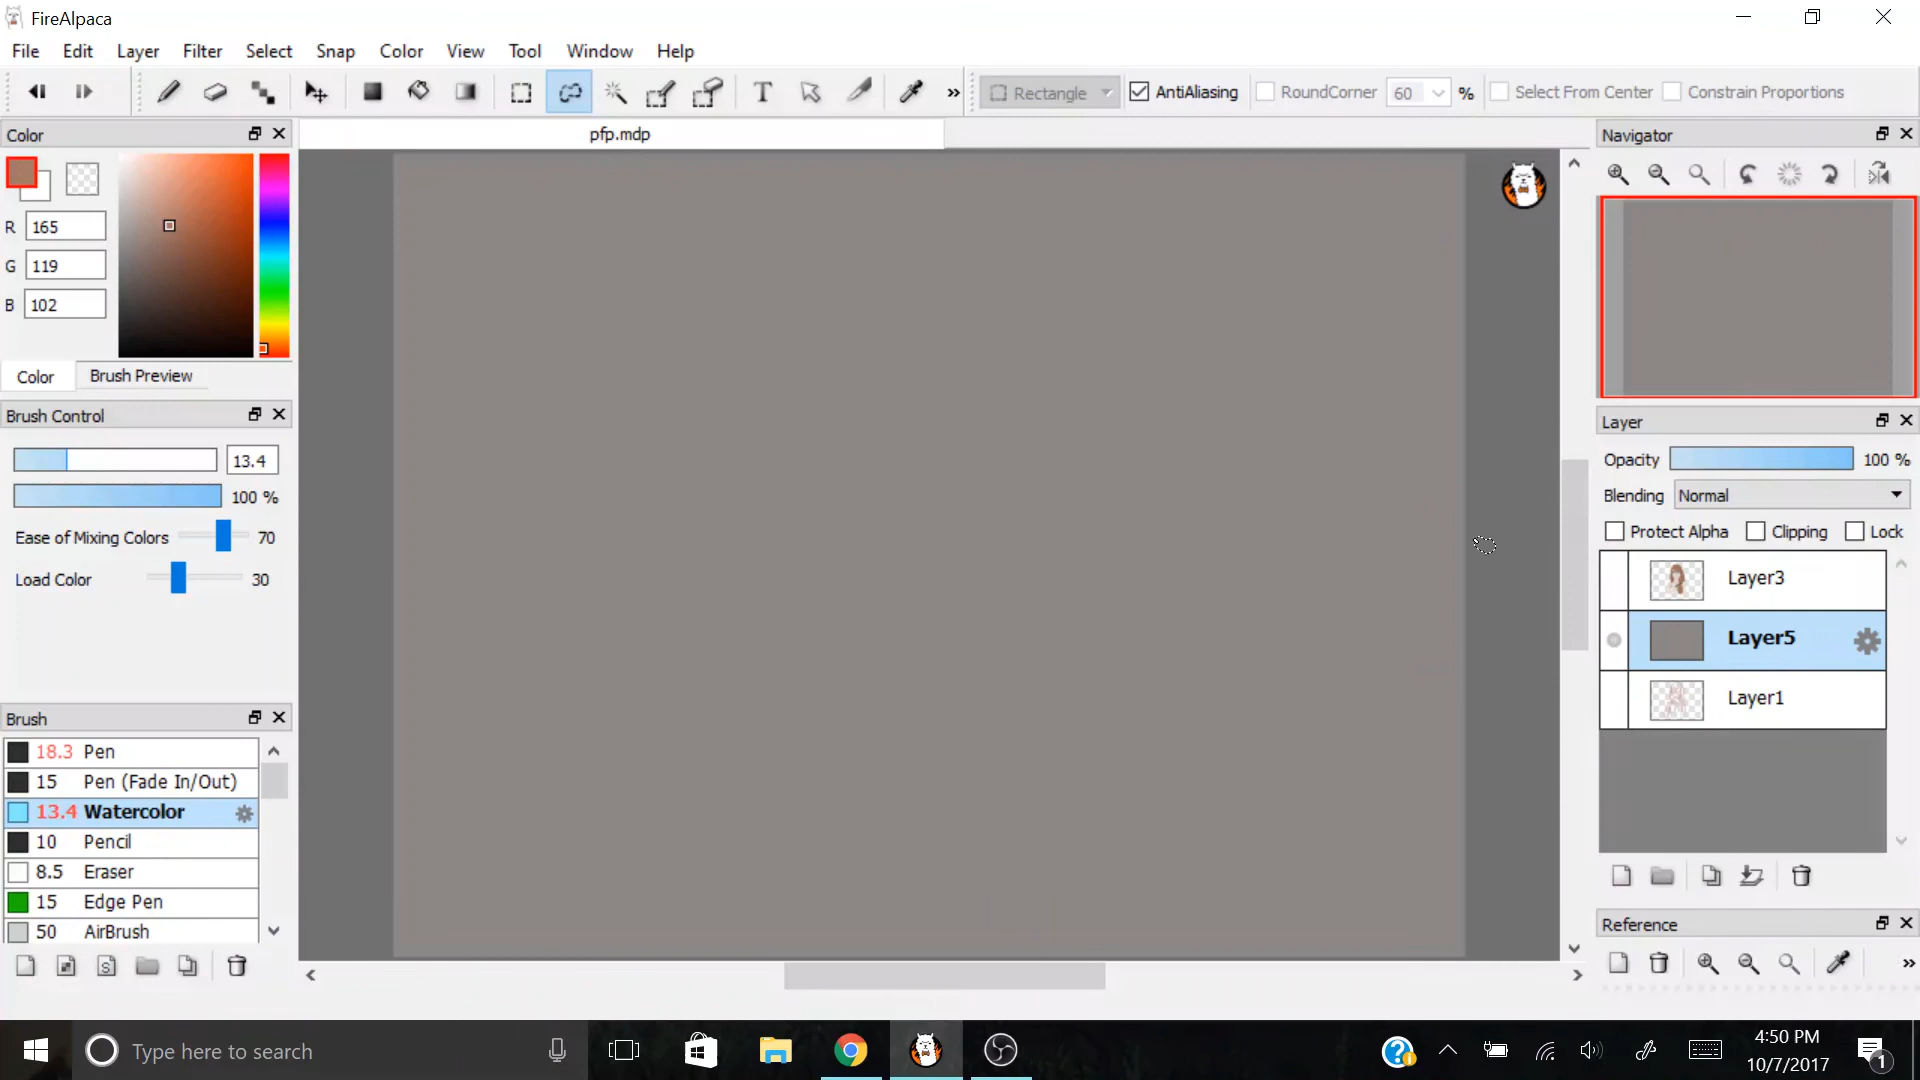 FireAlpaca
File Edit Layer Filter Select Snap Color View Tool Window Help
T » Rectangle AntiAliasing RoundCorner 60 % Select From Center Constrain Proportions
Color
pfp.mdp
Navigator
R 165
G 119
B 102
Color Brush Preview
Brush Control
13.4
100 %
Ease of Mixing Colors 70
Load Color 30
Layer
Opacity 100 %
Blending Normal
Protect Alpha Clipping Lock
Layer3
Layer5
Layer1
Brush
18.3 Pen
15 Pen (Fade In/Out)
13.4 Watercolor
10 Pencil
8.5 Eraser
15 Edge Pen
50 AirBrush
Reference
»
Type here to search
4:50 PM
10/7/2017
1